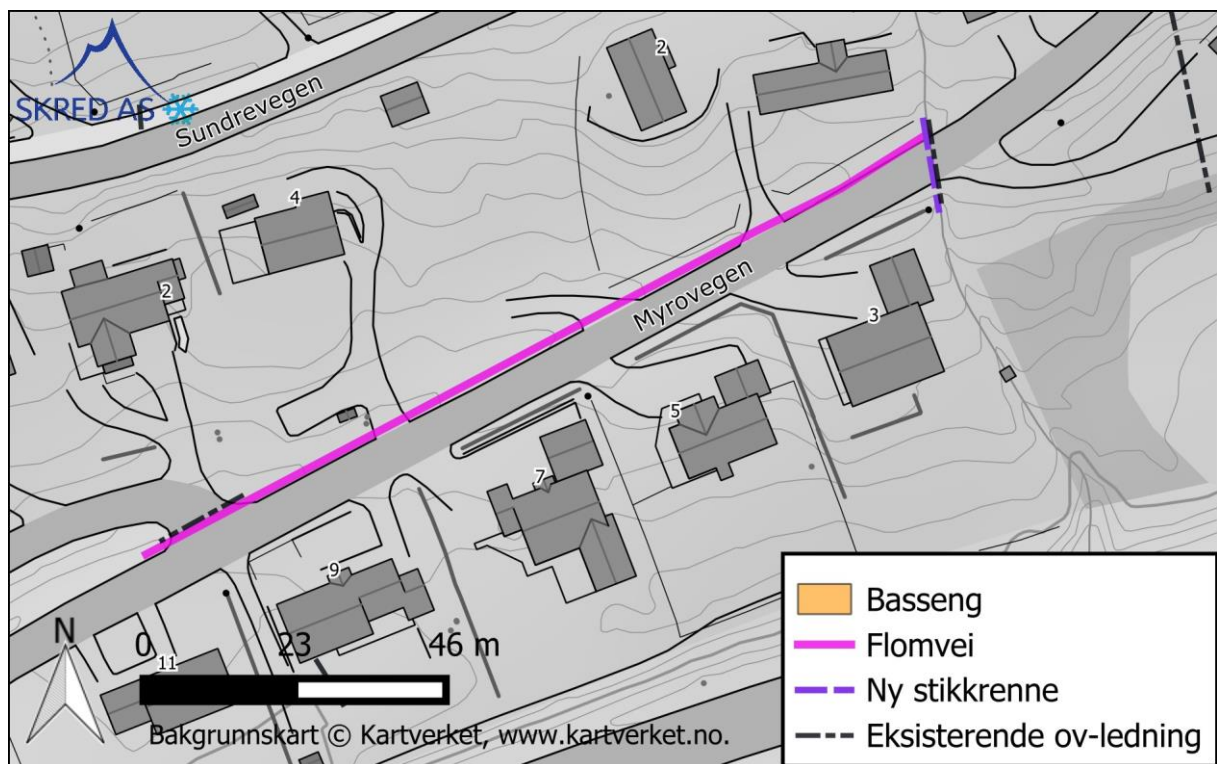 SKRED AS
Sundrevegen
2
4
2
Myrovegen
3
5
7
9
11
N
0 23 46 m
Bakgrunnskart © Kartverket, www.kartverket.no.
Basseng
Flomvei
Ny stikkrenne
Eksisterende ov-ledning